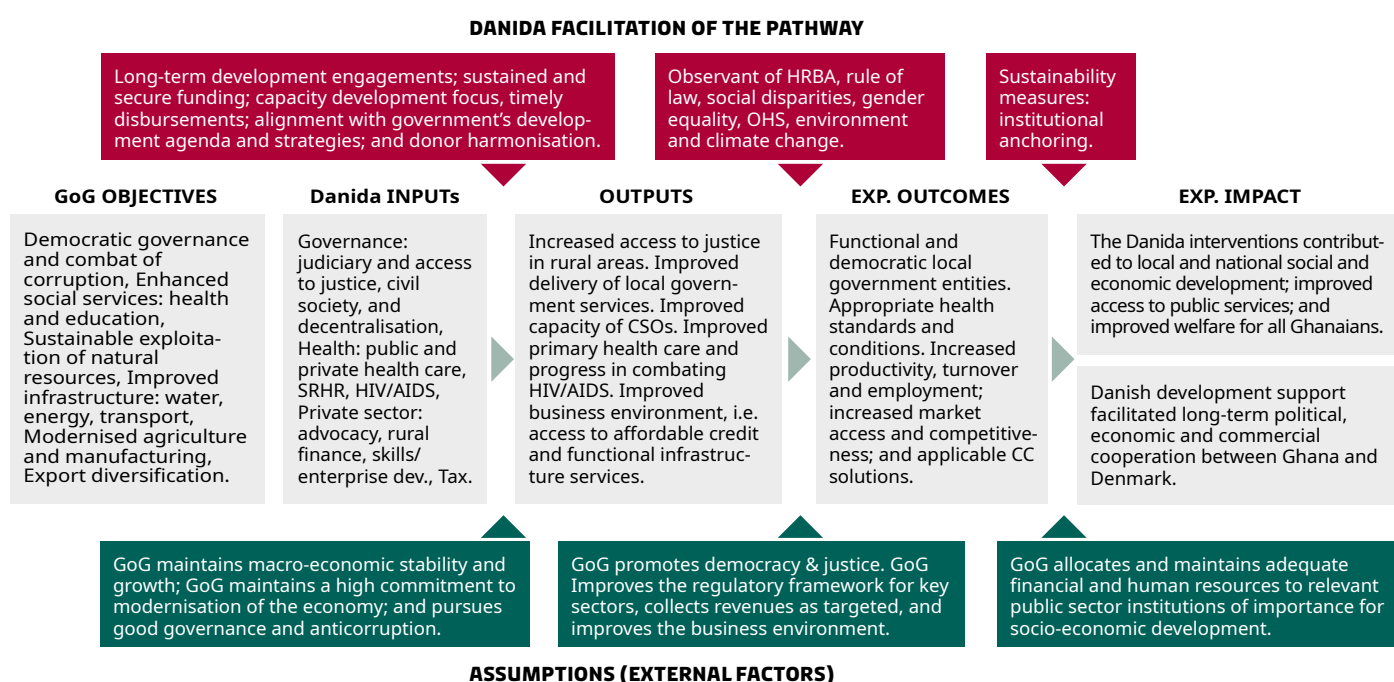 DANIDA FACILITATION OF THE PATHWAY
Long-term development engagements; sustained and
secure funding; capacity development focus, timely
disbursements; alignment with government's develop-
ment agenda and strategies; and donor harmonisation.
Observant of HRBA, rule of
law, social disparities, gender
equality, OHS, environment
and climate change.
Sustainability
measures:
institutional
anchoring.
GoG OBJECTIVES
Democratic governance
and combat of
corruption, Enhanced
social services: health
and education,
Sustainable exploita-
tion of natural
resources, Improved
infrastructure: water,
energy, transport,
Modernised agriculture
and manufacturing,
Export diversification.
Danida INPUTs
Governance:
judiciary and access
to justice, civil
society, and
decentralisation,
Health: public and
private health care,
SRHR, HIV/AIDS,
Private sector:
advocacy, rural
finance, skills/
enterprise dev., Tax.
OUTPUTS
Increased access to justice
in rural areas. Improved
delivery of local govern-
ment services. Improved
capacity of CSOs. Improved
primary health care and
progress in combating
HIV/AIDS. Improved
business environment, i.e.
access to affordable credit
and functional infrastruc-
ture services.
EXP. OUTCOMES
Functional and
democratic local
government entities.
Appropriate health
standards and
conditions. Increased
productivity, turnover
and employment;
increased market
access and competitive-
ness; and applicable CC
solutions.
EXP. IMPACT
The Danida interventions contribut-
ed to local and national social and
economic development; improved
access to public services; and
improved welfare for all Ghanaians.
Danish development support
facilitated long-term political,
economic and commercial
cooperation between Ghana and
Denmark.
GoG maintains macro-economic stability and
growth; GoG maintains a high commitment to
modernisation of the economy; and pursues
good governance and anticorruption.
GoG promotes democracy & justice. GoG
Improves the regulatory framework for key
sectors, collects revenues as targeted, and
improves the business environment.
GoG allocates and maintains adequate
financial and human resources to relevant
public sector institutions of importance for
socio-economic development.
ASSUMPTIONS (EXTERNAL FACTORS)